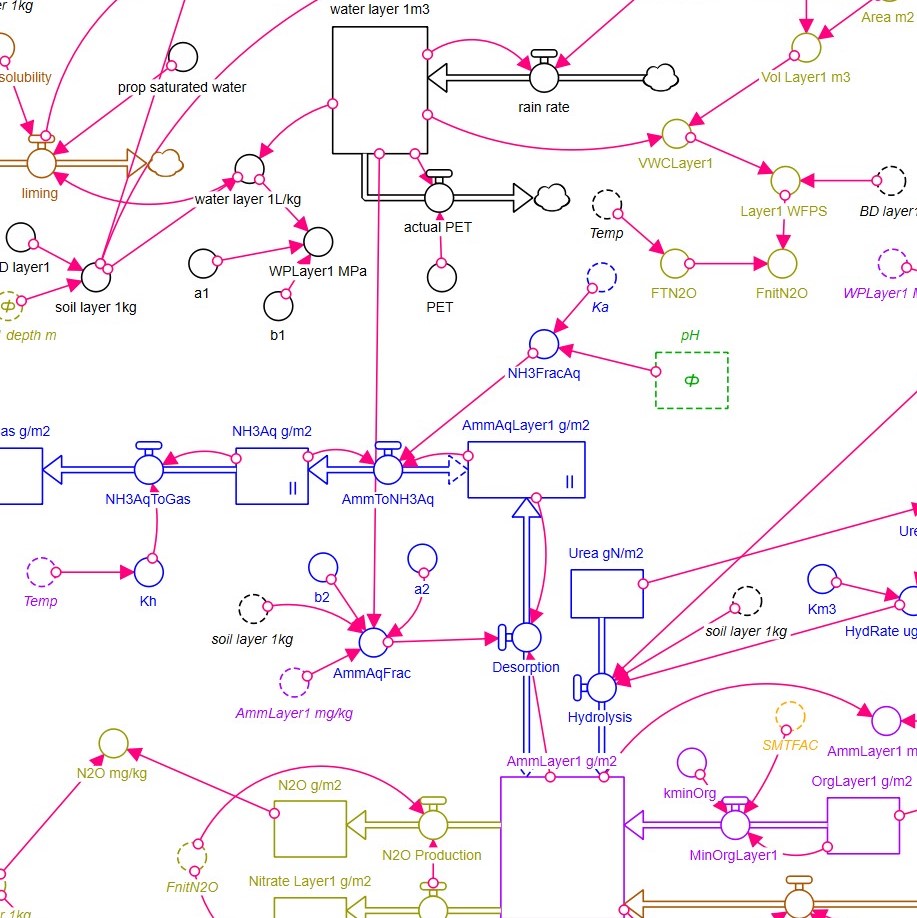 r 1kg
water layer 1m3
Area m2
solubility
prop saturated water
Vol Layer1 m3
rain rate
VWCLayer1
liming
water layer 1L/kg
actual PET
Temp
Layer1 WFPS
BD layer1
D layer1
WPLayer1 MPa
a1
soil layer 1kg
PET
Ka
FTN2O
FnitN2O
WPLayer1 M
depth m
b1
pH
NH3FracAq
Φ
Φ
as g/m2
NH3Aq g/m2
AmmAqLayer1 g/m2
NH3AqToGas
AmmToNH3Aq
Ure
Urea gN/m2
Temp
Kh
b2
a2
Km3
soil layer 1kg
soil layer 1kg
HydRate ug
AmmAqFrac
Desorption
AmmLayer1 mg/kg
Hydrolysis
SMTFAC
AmmLayer1 m
N2O mg/kg
AmmLayer1 g/m2
N2O g/m2
kminOrg
OrgLayer1 g/m2
N2O Production
MinOrgLayer1
FnitN2O
Nitrate Layer1 g/m2
r 1kg